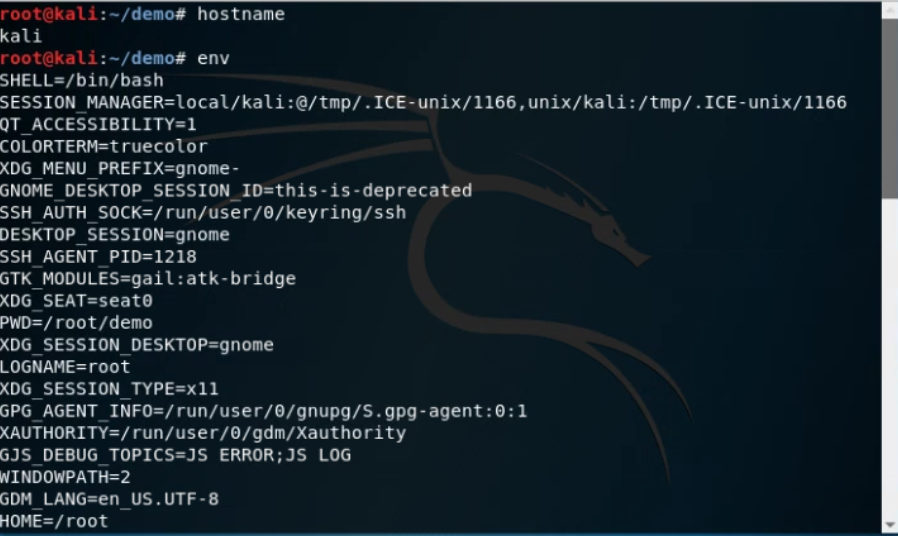 root@kali:~/demo# hostname
kali
root@kali:~/demo# env
SHELL=/bin/bash
SESSION_MANAGER=local/kali:@/tmp/.ICE-unix/1166,unix/kali:/tmp/.ICE-unix/1166
QT_ACCESSIBILITY=1
COLORTERM=truecolor
XDG_MENU_PREFIX=gnome-
GNOME_DESKTOP_SESSION_ID=this-is-deprecated
SSH_AUTH_SOCK=/run/user/0/keyring/ssh
DESKTOP_SESSION=gnome
SSH_AGENT_PID=1218
GTK_MODULES=gail:atk-bridge
XDG_SEAT=seat0
PWD=/root/demo
XDG_SESSION_DESKTOP=gnome
LOGNAME=root
XDG_SESSION_TYPE=x11
GPG_AGENT_INFO=/run/user/0/gnupg/S.gpg-agent:0:1
XAUTHORITY=/run/user/0/gdm/Xauthority
GJS_DEBUG_TOPICS=JS ERROR;JS LOG
WINDOWPATH=2
GDM_LANG=en_US.UTF-8
HOME=/root